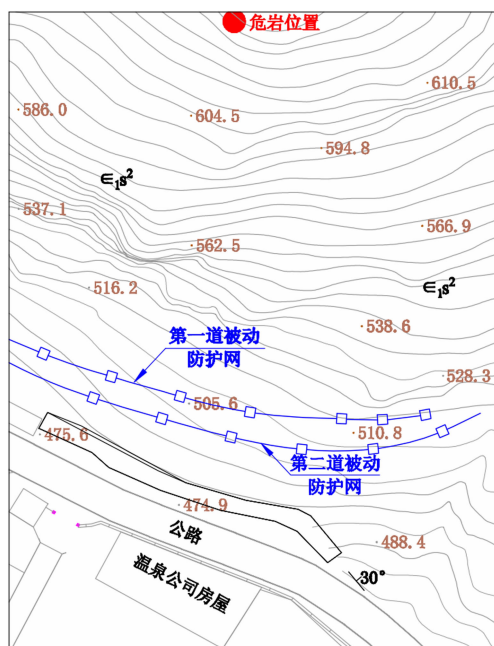 危岩位置
610.5
586.0
604.5
594.8
∈₁s²
537.1
566.9
562.5
516.2
∈₁s²
538.6
第一道被动
防护网
528.3
505.6
475.6
510.8
第二道被动
防护网
474.9
公路
488.4
温泉公司房屋
30°